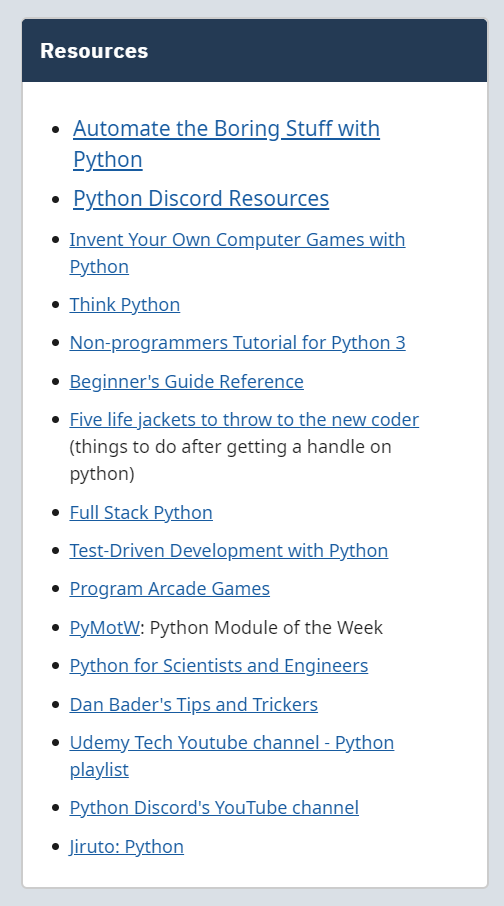 Resources
Automate the Boring Stuff with
Python
Python Discord Resources
Invent Your Own Computer Games with
Python
Think Python
Non-programmers Tutorial for Python 3
Beginner's Guide Reference
Five life jackets to throw to the new coder
(things to do after getting a handle on
python)
Full Stack Python
Test-Driven Development with Python
Program Arcade Games
PyMotW: Python Module of the Week
Python for Scientists and Engineers
Dan Bader's Tips and Trickers
Udemy Tech Youtube channel - Python
playlist
Python Discord's YouTube channel
Jiruto: Python